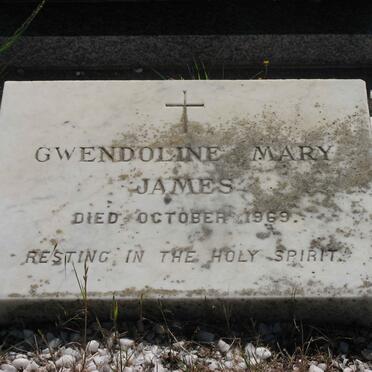 GWENDOLINE MARY
JAMES
DIED OCTOBER 1969.
RESTING IN THE HOLY SPIRIT.